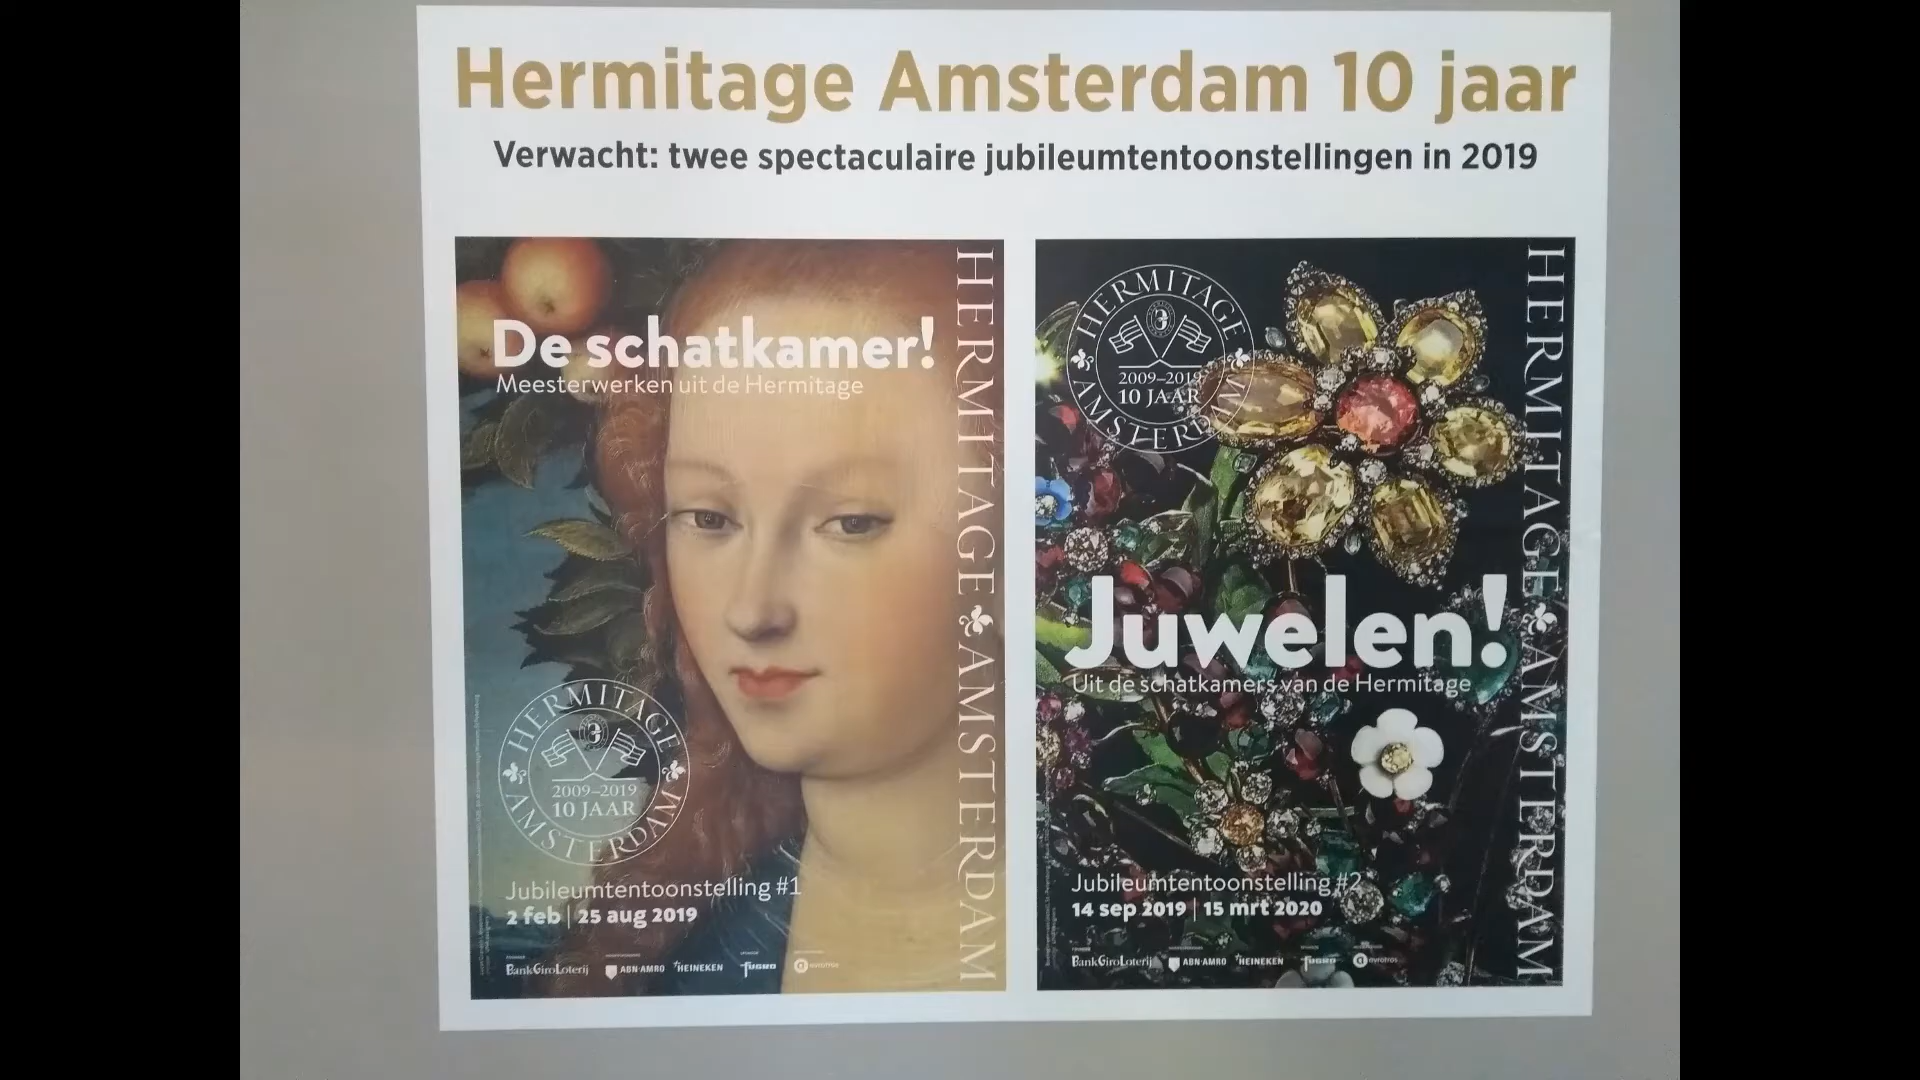 Hermitage Amsterdam 10 jaar
Verwacht: twee spectaculaire jubileumtentoonstellingen in 2019
De schatkamer!
Meesterwerken uit de Hermitage
HERMITAGE AMSTERDAM
HERMITAGE
2009–2019
10 JAAR
AMSTERDAM
Jubileumtentoonstelling #1
2 feb | 25 aug 2019
BankGiroLoterij ABN·AMRO HEINEKEN FUGRO avrotros
HERMITAGE
2009–2019
10 JAAR
AMSTERDAM
HERMITAGE AMSTERDAM
Juwelen!
Uit de schatkamers van de Hermitage
Jubileumtentoonstelling #2
14 sep 2019 | 15 mrt 2020
BankGiroLoterij ABN·AMRO HEINEKEN FUGRO avrotros